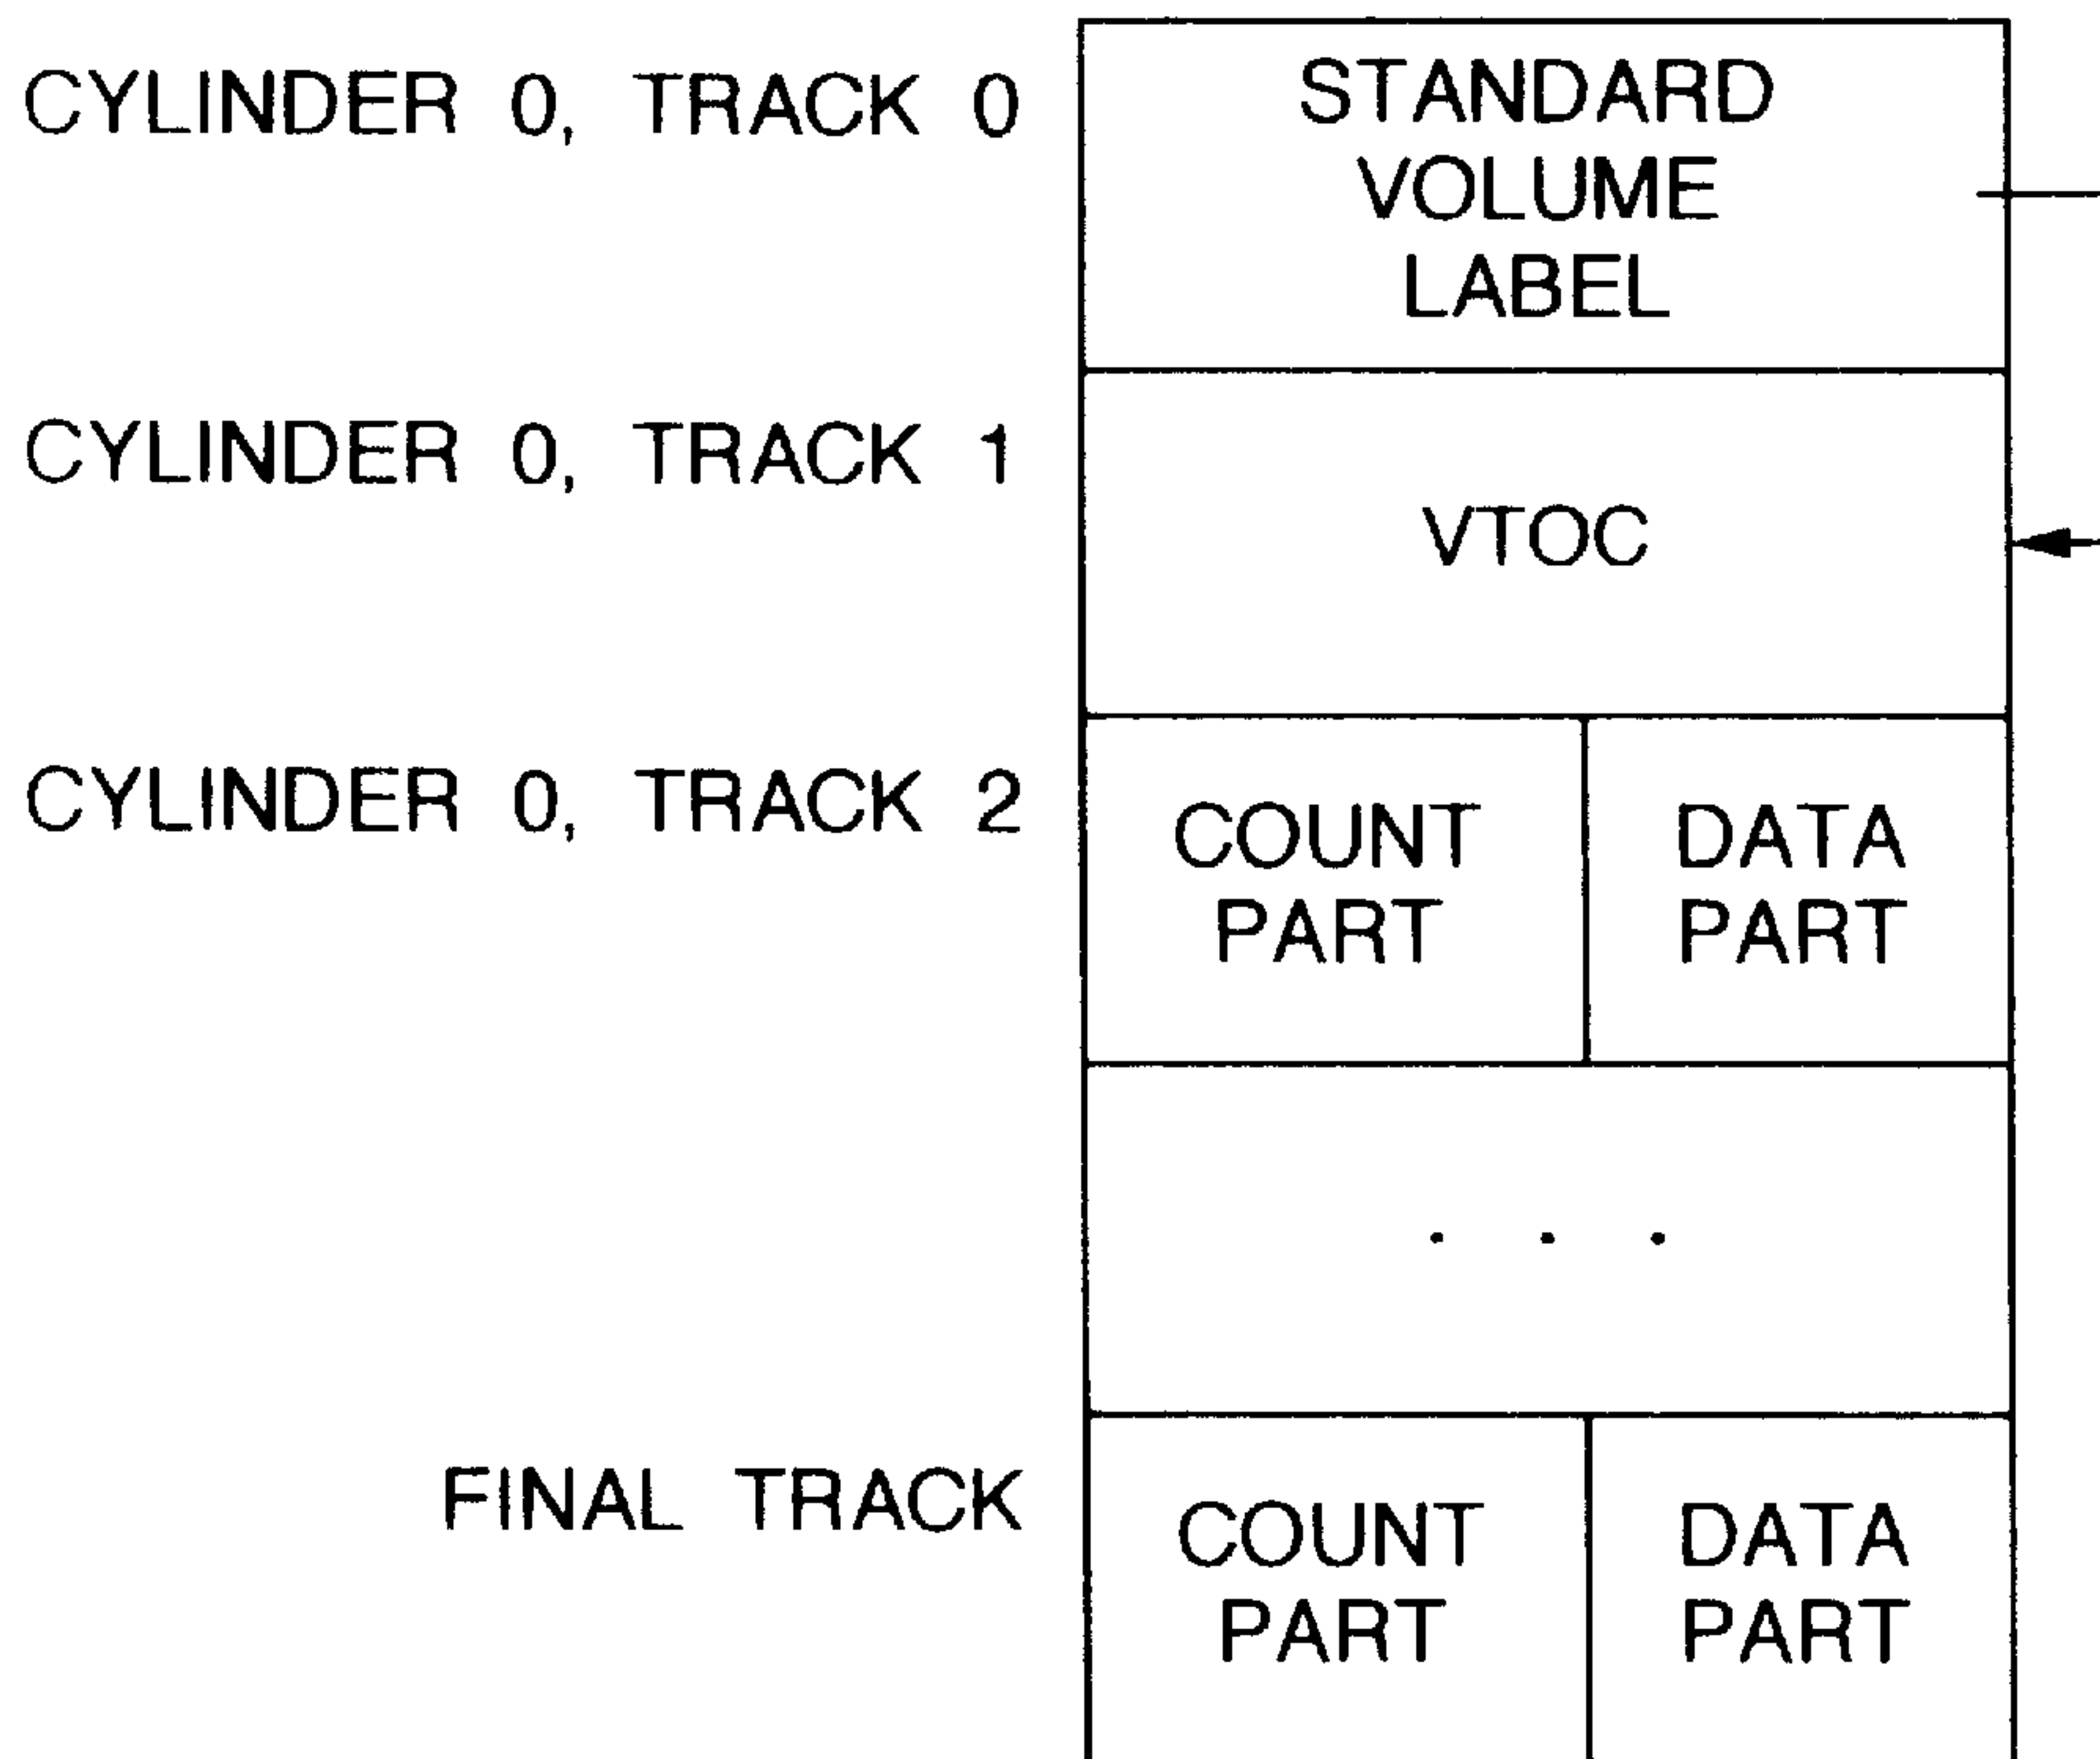 CYLINDER 0, TRACK 0
STANDARD
VOLUME
LABEL
CYLINDER 0, TRACK 1
VTOC
CYLINDER 0, TRACK 2
COUNT
PART
DATA
PART
. . .
FINAL TRACK
COUNT
PART
DATA
PART